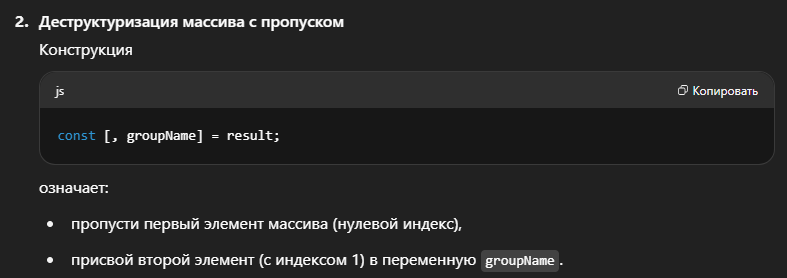 2. Деструктуризация массива с пропуском
Конструкция
js Копировать
const [, groupName] = result;
означает:
• пропусти первый элемент массива (нулевой индекс),
• присвой второй элемент (с индексом 1) в переменную groupName.